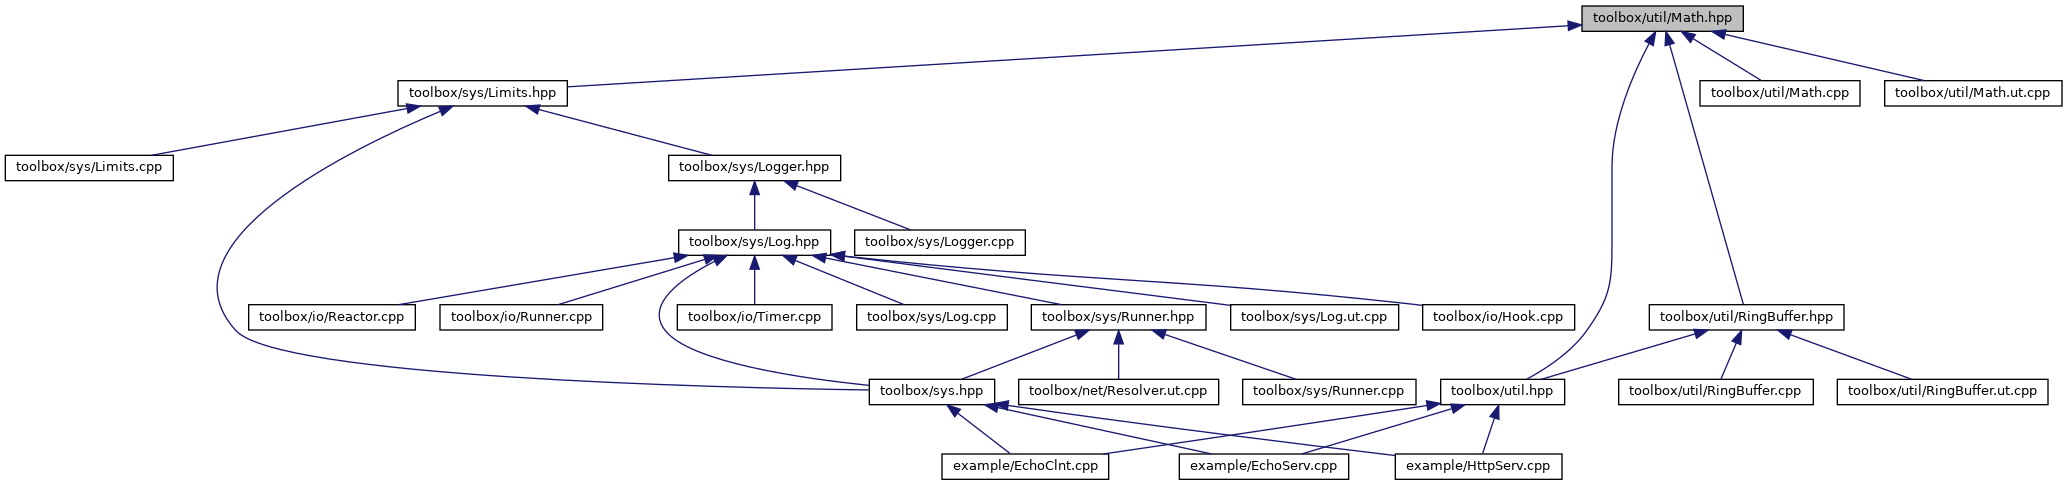 toolbox/util/Math.hpp
toolbox/sys/Limits.hpp
toolbox/util/Math.cpp
toolbox/util/Math.ut.cpp
toolbox/sys/Limits.cpp
toolbox/sys/Logger.hpp
toolbox/sys/Log.hpp
toolbox/sys/Logger.cpp
toolbox/io/Reactor.cpp
toolbox/io/Runner.cpp
toolbox/io/Timer.cpp
toolbox/sys/Log.cpp
toolbox/sys/Runner.hpp
toolbox/sys/Log.ut.cpp
toolbox/io/Hook.cpp
toolbox/util/RingBuffer.hpp
toolbox/sys.hpp
toolbox/net/Resolver.ut.cpp
toolbox/sys/Runner.cpp
toolbox/util.hpp
toolbox/util/RingBuffer.cpp
toolbox/util/RingBuffer.ut.cpp
example/EchoClnt.cpp
example/EchoServ.cpp
example/HttpServ.cpp